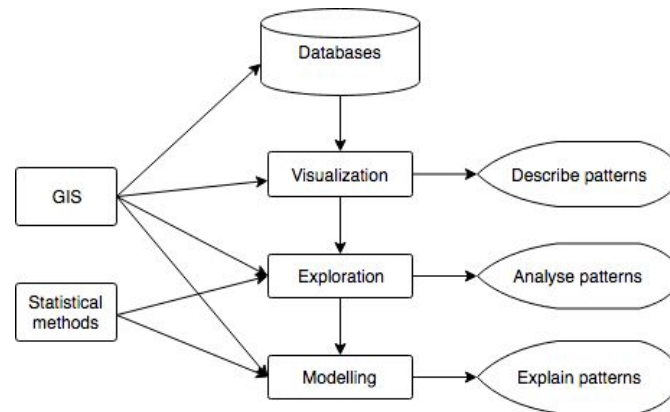 Databases
GIS
Visualization
Describe patterns
Statistical
methods
Exploration
Analyse patterns
Modelling
Explain patterns